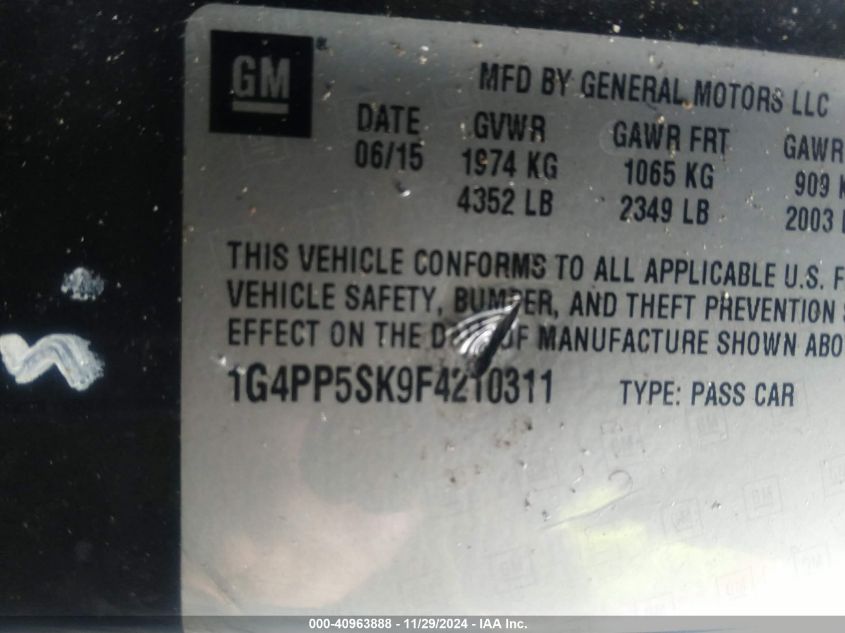 GM
MFD BY GENERAL MOTORS LLC
DATE GVWR GAWR FRT GAWR
06/15 1974 KG 1065 KG 909 K
4352 LB 2349 LB 2003 L
THIS VEHICLE CONFORMS TO ALL APPLICABLE U.S. F
VEHICLE SAFETY, BUMPER, AND THEFT PREVENTION S
EFFECT ON THE OF MANUFACTURE SHOWN ABO
1G4PP5SK9F4210311 TYPE: PASS CAR
000-40963888 - 11/29/2024 - IAA Inc.